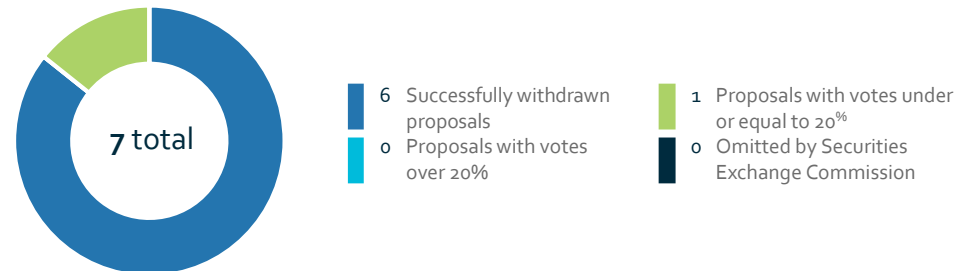 7 total
6 Successfully withdrawn
proposals
0 Proposals with votes
over 20%
1 Proposals with votes under
or equal to 20%
0 Omitted by Securities
Exchange Commission